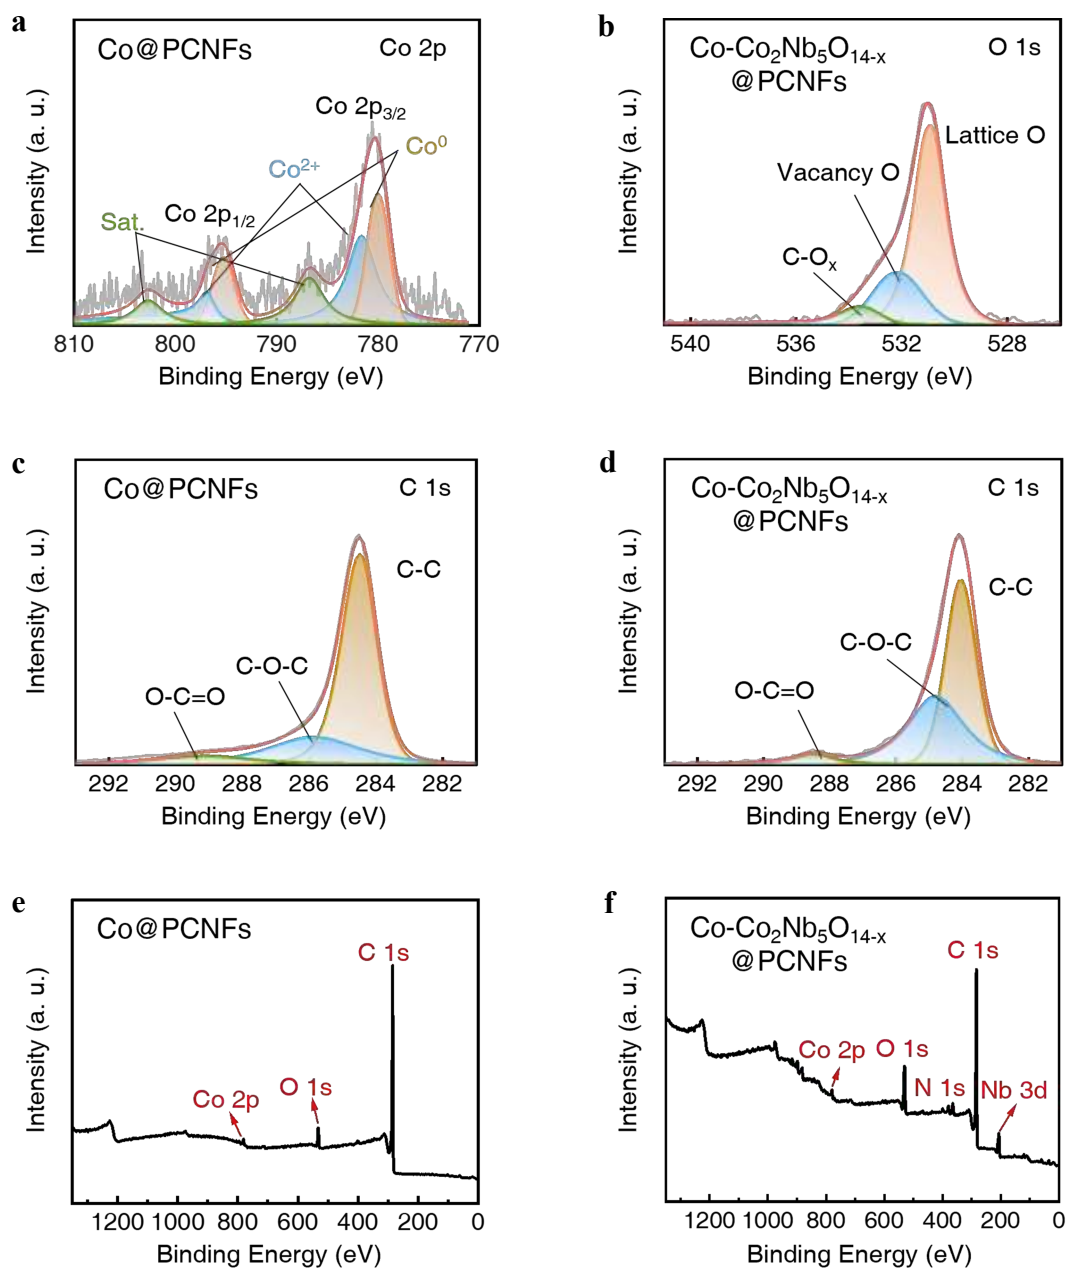 a
Co@PCNFs
Co 2p
Co 2p3/2
Co0
Co2+
Co 2p1/2
Sat.
Intensity (a. u.)
810 800 790 780 770
Binding Energy (eV)
b
Co-Co2Nb5O14-x
@PCNFs
O 1s
Lattice O
Vacancy O
C-Ox
Intensity (a. u.)
540 536 532 528
Binding Energy (eV)
c
Co@PCNFs
C 1s
C-C
C-O-C
O-C=O
Intensity (a. u.)
292 290 288 286 284 282
Binding Energy (eV)
d
Co-Co2Nb5O14-x
@PCNFs
C 1s
C-C
C-O-C
O-C=O
Intensity (a. u.)
292 290 288 286 284 282
Binding Energy (eV)
e
Co@PCNFs
C 1s
O 1s
Co 2p
Intensity (a. u.)
1200 1000 800 600 400 200 0
Binding Energy (eV)
f
Co-Co2Nb5O14-x
@PCNFs
C 1s
Co 2p
O 1s
N 1s
Nb 3d
Intensity (a. u.)
1200 1000 800 600 400 200 0
Binding Energy (eV)